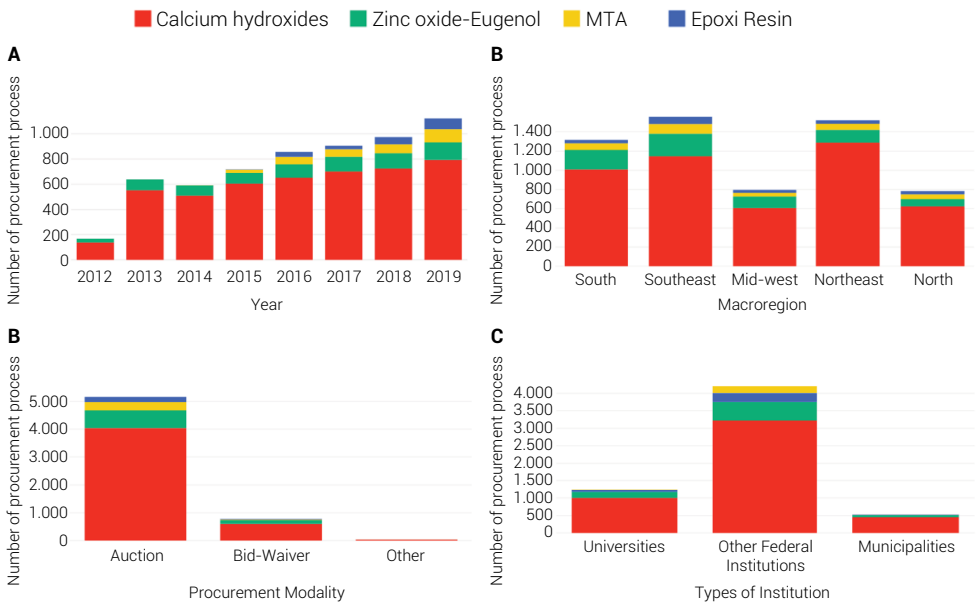 Calcium hydroxides Zinc oxide-Eugenol MTA Epoxi Resin
A
Number of procurement process
1.000
800
600
400
200
0
2012 2013 2014 2015 2016 2017 2018 2019
Year
B
Number of procurement process
1.400
1.200
1.000
800
600
400
200
0
South Southeast Mid-west Northeast North
Macroregion
B
Number of procurement process
5.000
4.000
3.000
2.000
1.000
0
Auction Bid-Waiver Other
Procurement Modality
C
Number of procurement process
4.000
3.500
3.000
2.500
2.000
1.500
1.000
500
0
Universities Other Federal Municipalities
Institutions
Types of Institution